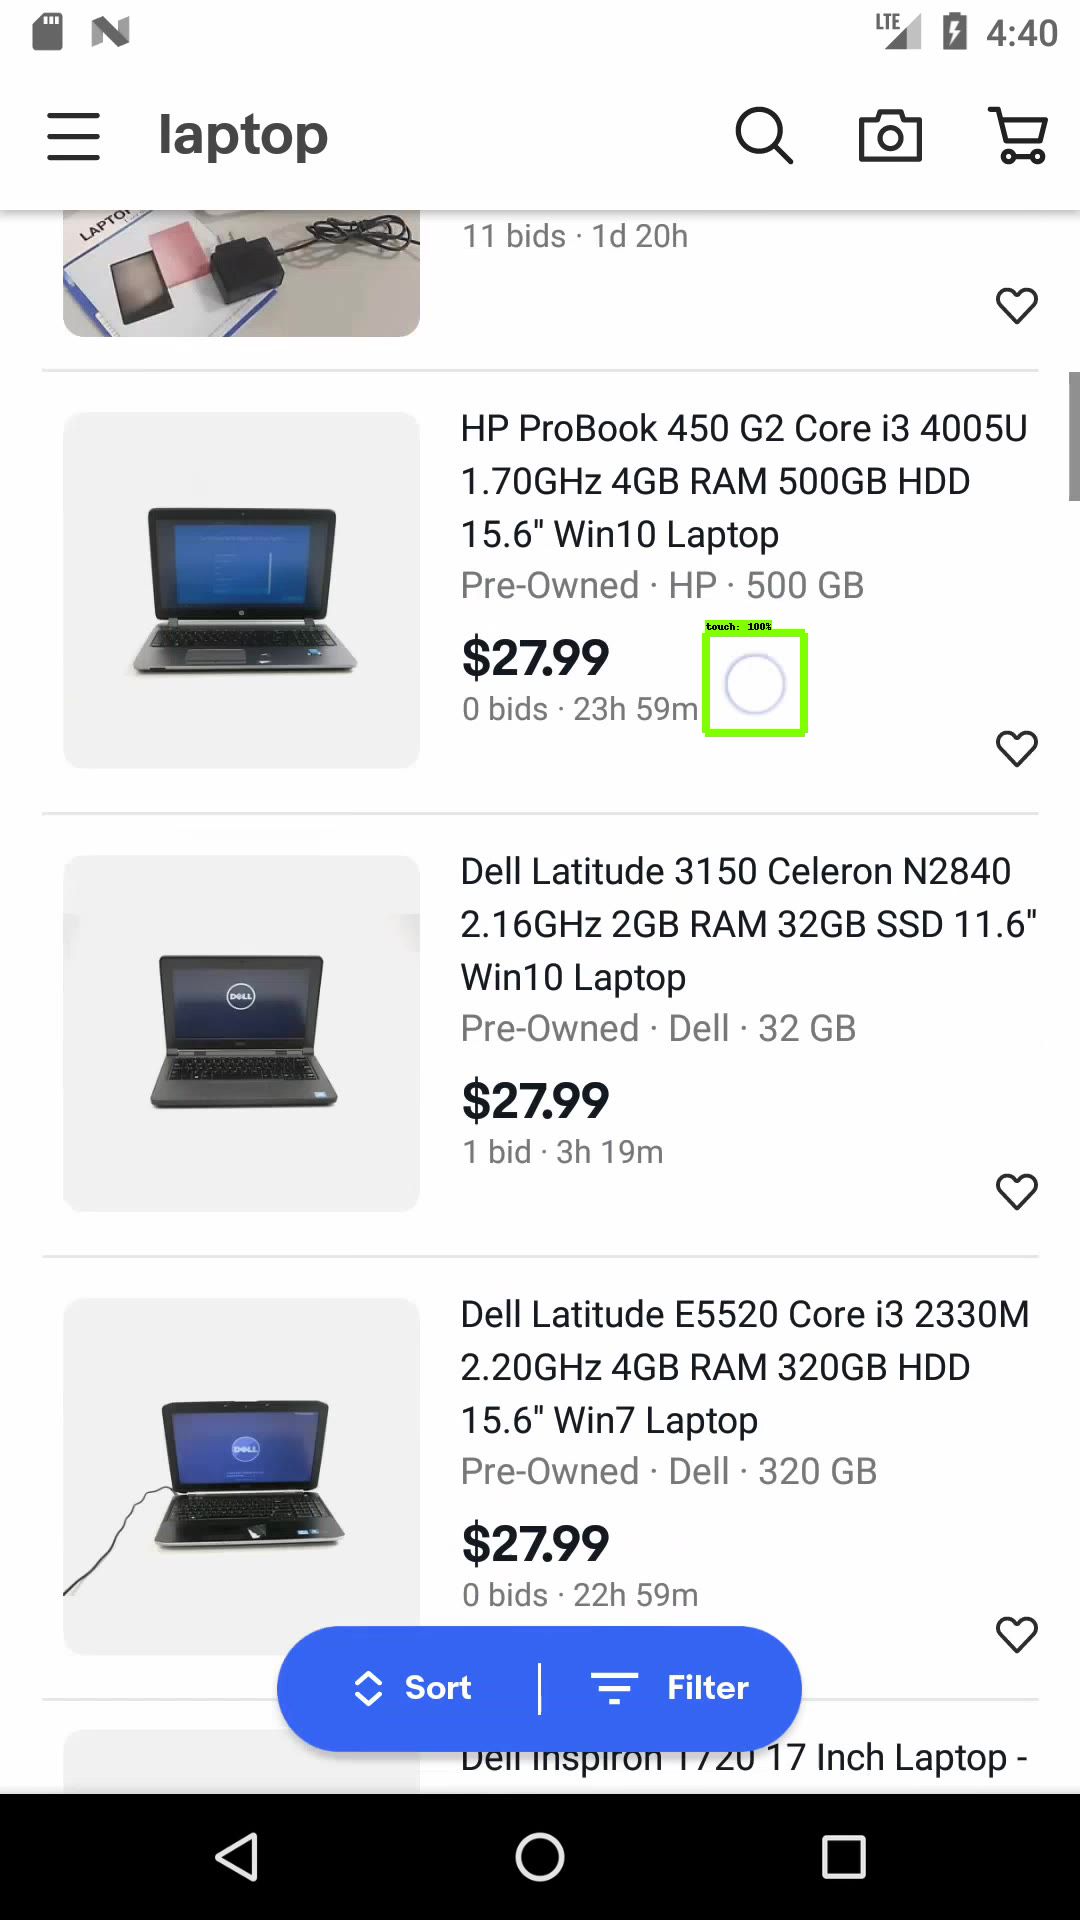 LTE 4:40
laptop
LAPTOP
11 bids · 1d 20h
HP ProBook 450 G2 Core i3 4005U
1.70GHz 4GB RAM 500GB HDD
15.6" Win10 Laptop
Pre-Owned · HP · 500 GB
touch: 100%
$27.99
0 bids · 23h 59m
Dell Latitude 3150 Celeron N2840
2.16GHz 2GB RAM 32GB SSD 11.6"
Win10 Laptop
Pre-Owned · Dell · 32 GB
DELL
$27.99
1 bid · 3h 19m
Dell Latitude E5520 Core i3 2330M
2.20GHz 4GB RAM 320GB HDD
15.6" Win7 Laptop
Pre-Owned · Dell · 320 GB
DELL
$27.99
0 bids · 22h 59m
Sort
Filter
Dell Inspiron 1720 17 Inch Laptop -